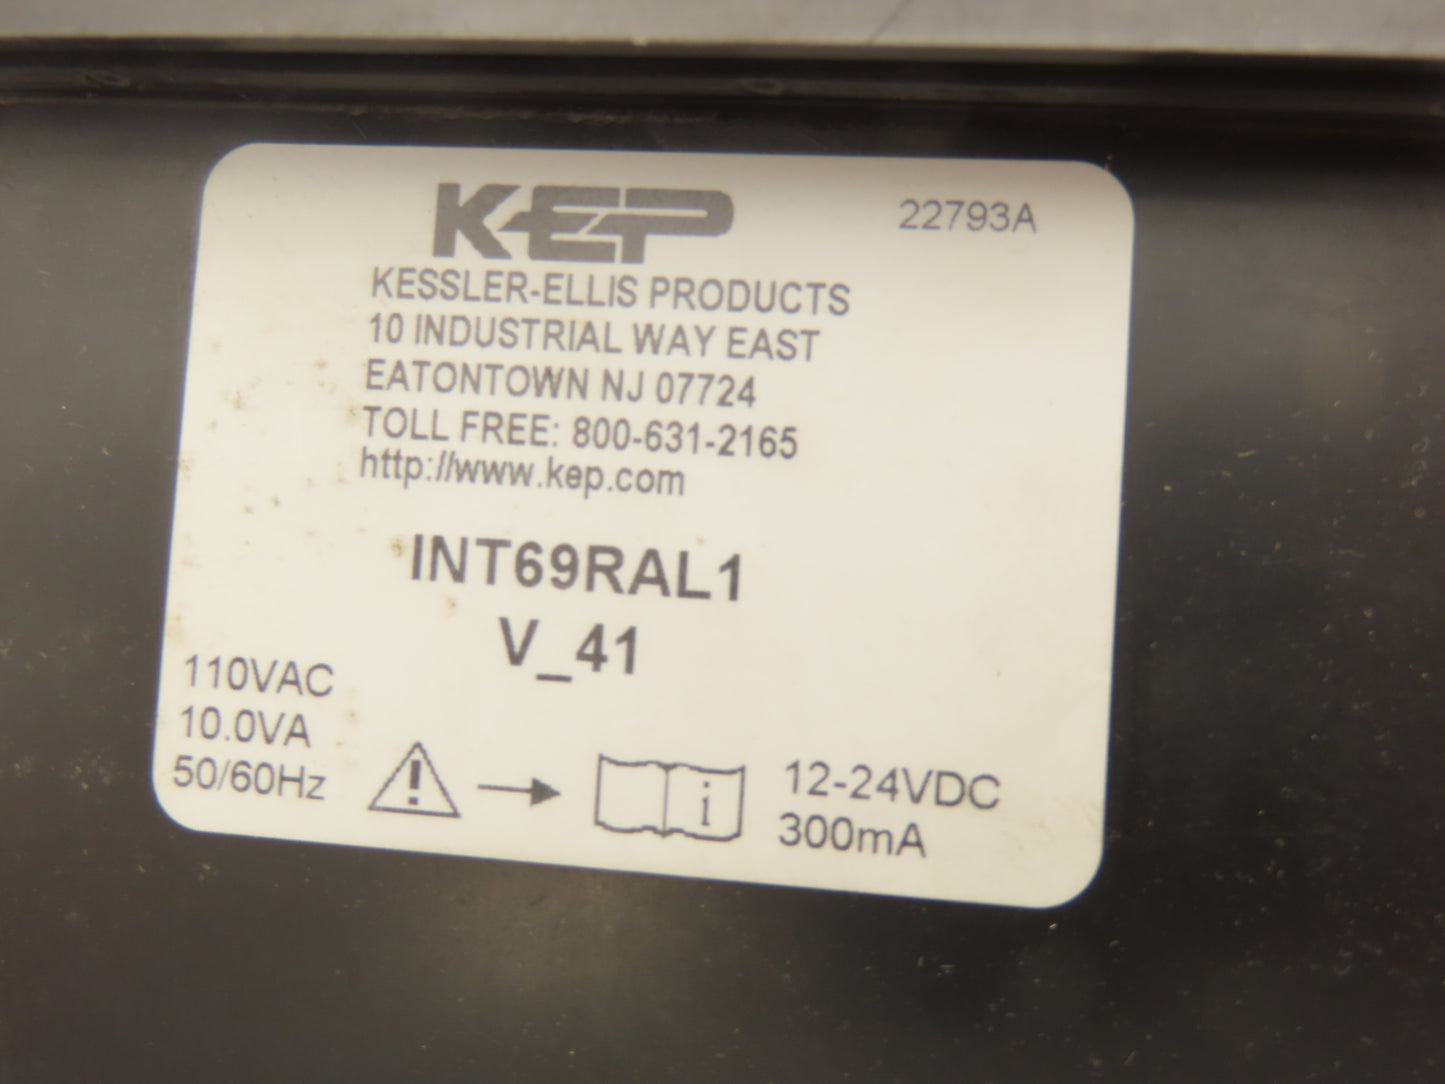 KEP
22793A
KESSLER-ELLIS PRODUCTS
10 INDUSTRIAL WAY EAST
EATONTOWN NJ 07724
TOLL FREE: 800-631-2165
http://www.kep.com
INT69RAL1
V_41
110VAC
10.0VA
50/60Hz
!
i
12-24VDC
300mA